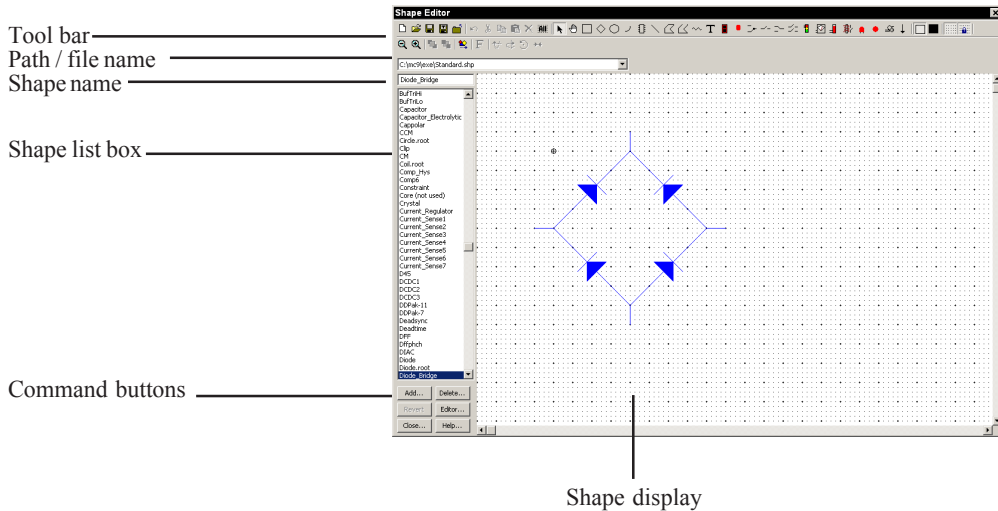 Shape Editor
Tool bar
Path / file name
C:\mc9\exe\Standard.shp
Shape name
Diode_Bridge
BufTriHi
BufTriLo
Capacitor
Capacitor_Electrolytic
Cappolar
CCM
Circle.root
Clip
CM
Coil.root
Comp_Hys
Comp6
Constraint
Core (not used)
Crystal
Current_Regulator
Current_Sense1
Current_Sense2
Current_Sense3
Current_Sense4
Current_Sense5
Current_Sense6
Current_Sense7
D45
DCDC1
DCDC2
DCDC3
DDPak-11
DDPak-7
Deadsync
Deadtime
DFF
Dffphch
DIAC
Diode
Diode.root
Diode_Bridge
Shape list box
Command buttons
Add... Delete...
Revert Editor...
Close... Help...
Shape display